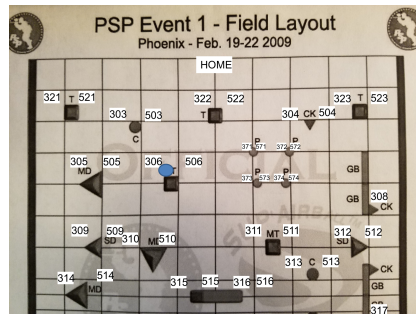 PSP Event 1 - Field Layout
Phoenix - Feb. 19-22 2009
HOME
321 T 521
322 T 522
323 T 523
303 503
C
304 CK 504
P P
371 571 372 572
OFFICIAL
305 MD 505
306 T 506
P P
373 573 374 574
GB
GB
308
CK
309 SD 509
310 MD 510
311 MT 511
312 SD 512
313 C 513
CK
314 MD 514
GB
315 515 316 516
GB
317